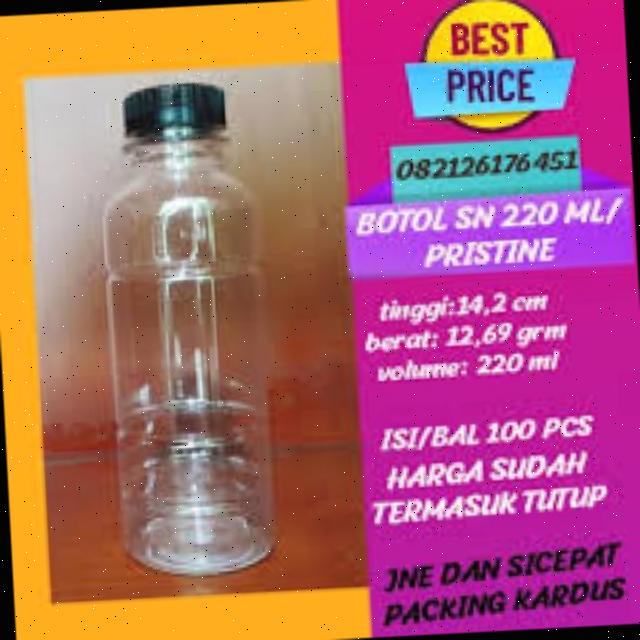 BEST
PRICE
082126176451
BOTOL SN 220 ML/
PRISTINE
tinggi:14,2 cm
berat: 12,69 grm
volume: 220 ml
ISI/BAL 100 PCS
HARGA SUDAH
TERMASUK TUTUP
JNE DAN SICEPAT
PACKING KARDUS